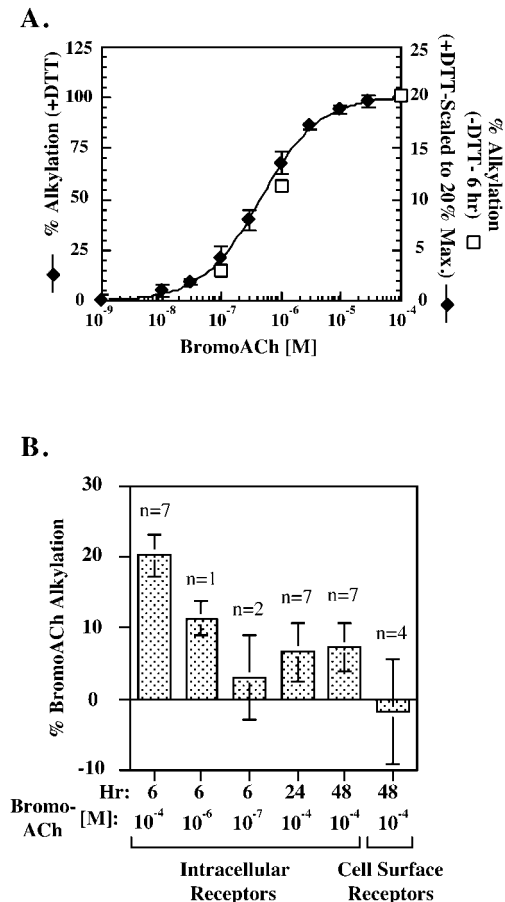 A.
125
100
75
50
25
0
% Alkylation (+DTT)
25
20
15
10
5
0
(+DTT-Scaled to 20% Max.)
% Alkylation
(-DTT- 6 hr)
10⁻⁹ 10⁻⁸ 10⁻⁷ 10⁻⁶ 10⁻⁵ 10⁻⁴
BromoACh [M]
B.
30
20
10
0
-10
% BromoACh Alkylation
n=7
n=1
n=2
n=7
n=7
n=4
Hr: 6 6 6 24 48 48
Bromo-ACh [M]: 10⁻⁴ 10⁻⁶ 10⁻⁷ 10⁻⁴ 10⁻⁴ 10⁻⁴
Intracellular Receptors
Cell Surface Receptors